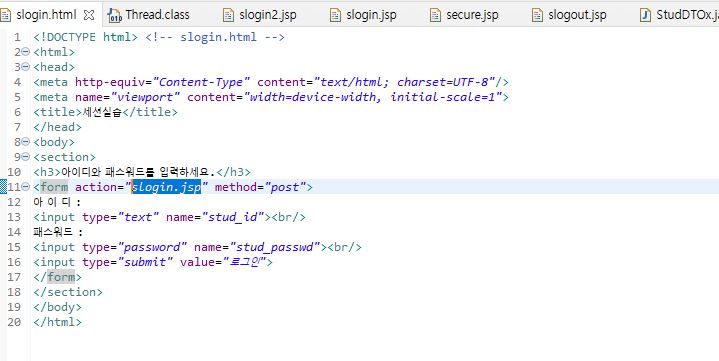 slogin.html Thread.class slogin2.jsp slogin.jsp secure.jsp slogout.jsp StudDTOx.ja
1 <!DOCTYPE html> <!-- slogin.html -->
2 <html>
3 <head>
4 <meta http-equiv="Content-Type" content="text/html; charset=UTF-8"/>
5 <meta name="viewport" content="width=device-width, initial-scale=1">
6 <title>세션실습</title>
7 </head>
8 <body>
9 <section>
10 <h3>아이디와 패스워드를 입력하세요.</h3>
11 <form action="slogin.jsp" method="post">
12 아 이 디 :
13 <input type="text" name="stud_id"><br/>
14 패스워드 :
15 <input type="password" name="stud_passwd"><br/>
16 <input type="submit" value="로그인">
17 </form>
18 </section>
19 </body>
20 </html>